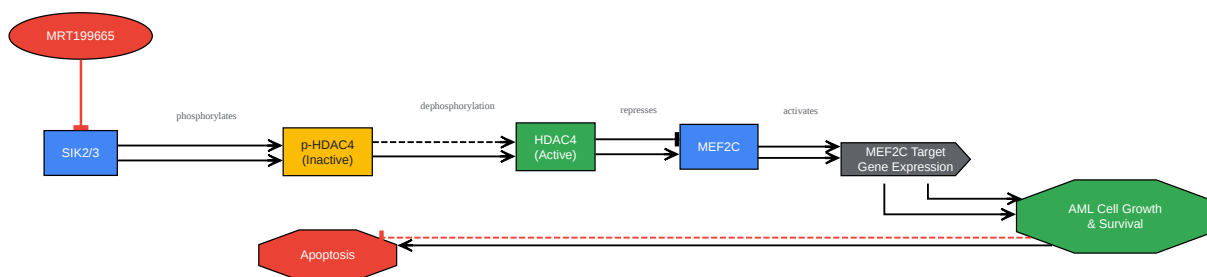 MRT199665
phosphorylates
dephosphorylation
represses
activates
SIK2/3
p-HDAC4
(Inactive)
HDAC4
(Active)
MEF2C
MEF2C Target
Gene Expression
AML Cell Growth
& Survival
Apoptosis